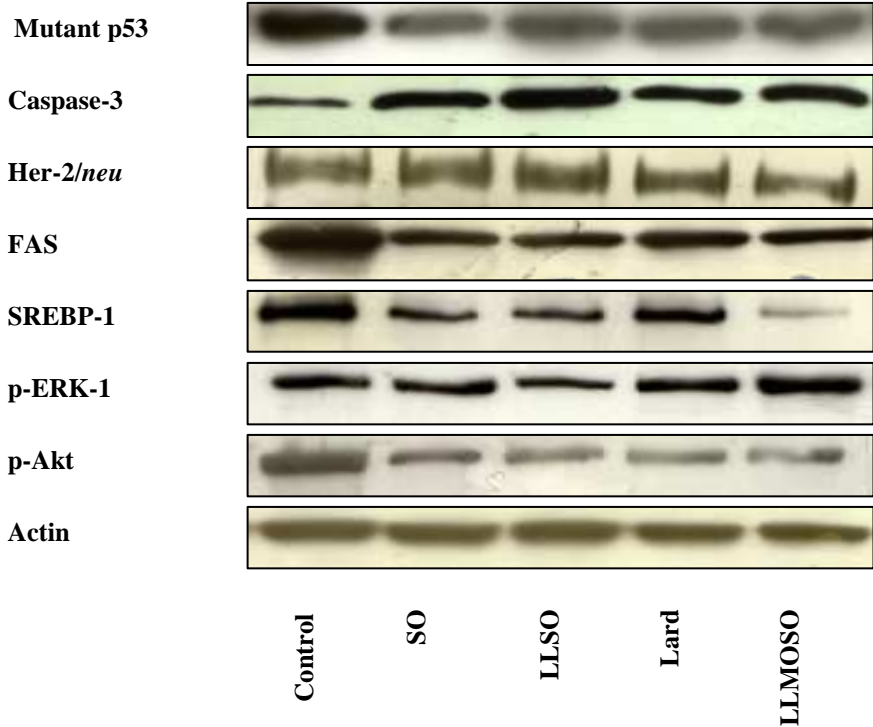 Mutant p53
Caspase-3
Her-2/neu
FAS
SREBP-1
p-ERK-1
p-Akt
Actin
Control
SO
LLSO
Lard
LLMOSO